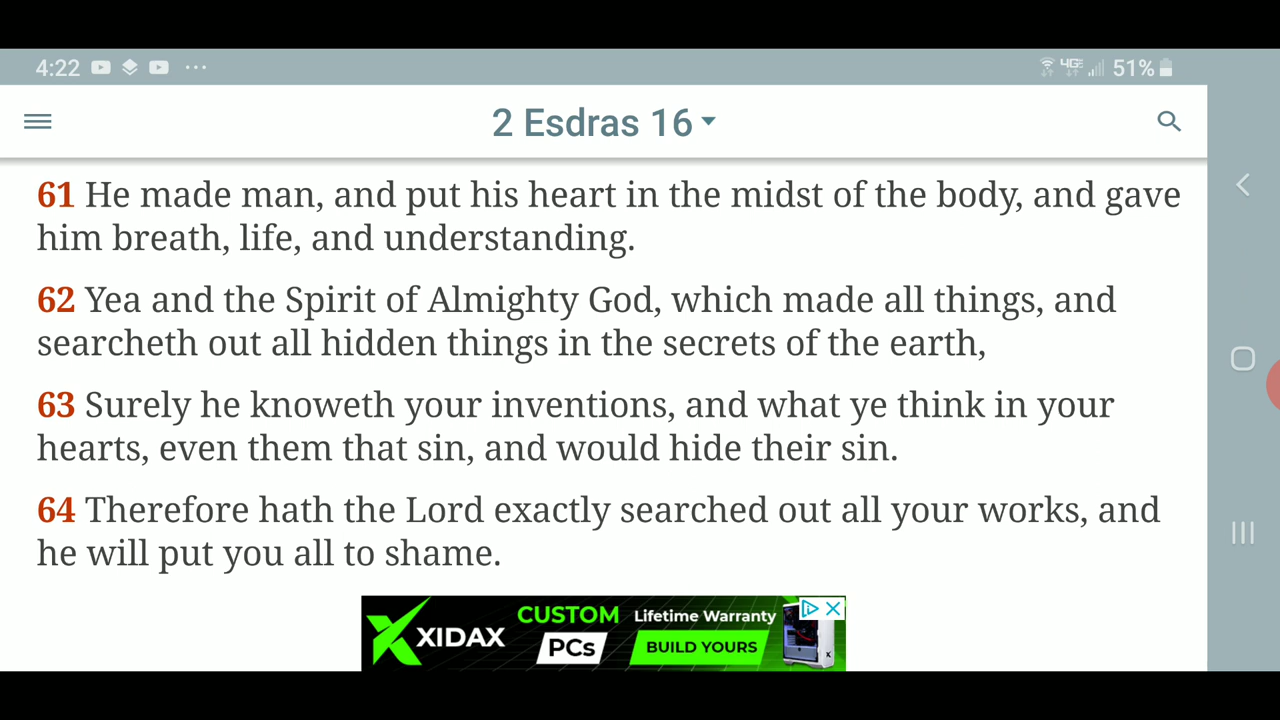 4:22 ... 4GE 51%
2 Esdras 16
61 He made man, and put his heart in the midst of the body, and gave
him breath, life, and understanding.
62 Yea and the Spirit of Almighty God, which made all things, and
searcheth out all hidden things in the secrets of the earth,
63 Surely he knoweth your inventions, and what ye think in your
hearts, even them that sin, and would hide their sin.
64 Therefore hath the Lord exactly searched out all your works, and
he will put you all to shame.
XIDAX
CUSTOM
PCs
Lifetime Warranty
BUILD YOURS
X